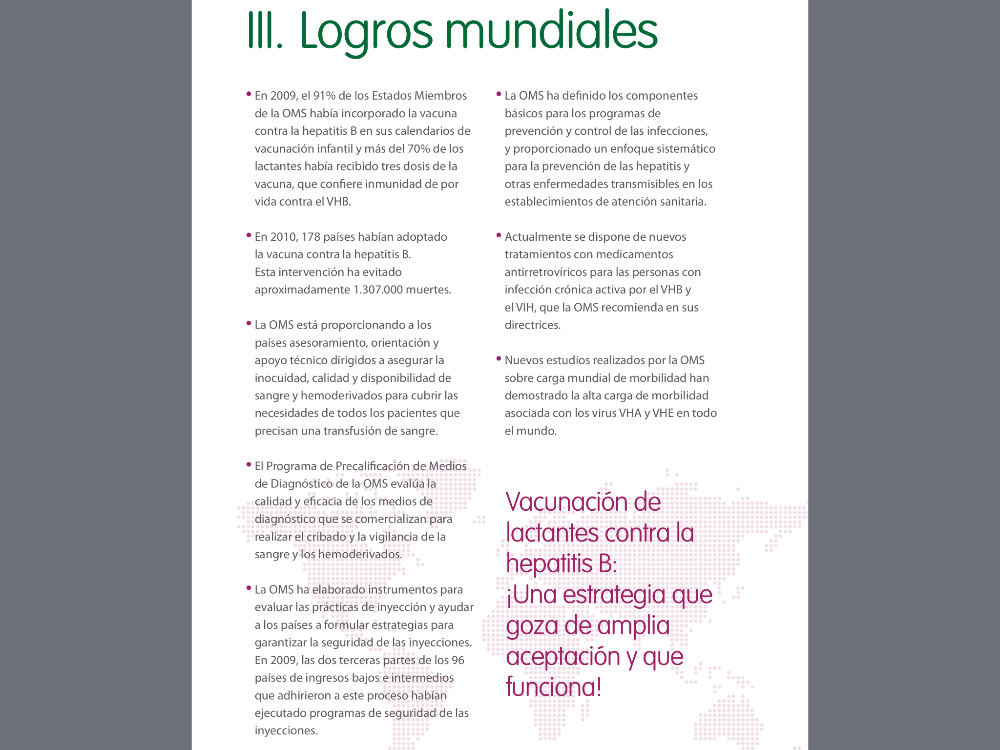 III. Logros mundiales
• En 2009, el 91% de los Estados Miembros
de la OMS había incorporado la vacuna
contra la hepatitis B en sus calendarios de
vacunación infantil y más del 70% de los
lactantes había recibido tres dosis de la
vacuna, que confiere inmunidad de por
vida contra el VHB.
• En 2010, 178 países habían adoptado
la vacuna contra la hepatitis B.
Esta intervención ha evitado
aproximadamente 1.307.000 muertes.
• La OMS está proporcionando a los
países asesoramiento, orientación y
apoyo técnico dirigidos a asegurar la
inocuidad, calidad y disponibilidad de
sangre y hemoderivados para cubrir las
necesidades de todos los pacientes que
precisan una transfusión de sangre.
• El Programa de Precalificación de Medios
de Diagnóstico de la OMS evalúa la
calidad y eficacia de los medios de
diagnóstico que se comercializan para
realizar el cribado y la vigilancia de la
sangre y los hemoderivados.
• La OMS ha elaborado instrumentos para
evaluar las prácticas de inyección y ayudar
a los países a formular estrategias para
garantizar la seguridad de las inyecciones.
En 2009, las dos terceras partes de los 96
países de ingresos bajos e intermedios
que adhirieron a este proceso habían
ejecutado programas de seguridad de las
inyecciones.
• La OMS ha definido los componentes
básicos para los programas de
prevención y control de las infecciones,
y proporcionado un enfoque sistemático
para la prevención de las hepatitis y
otras enfermedades transmisibles en los
establecimientos de atención sanitaria.
• Actualmente se dispone de nuevos
tratamientos con medicamentos
antirretrovíricos para las personas con
infección crónica activa por el VHB y
el VIH, que la OMS recomienda en sus
directrices.
• Nuevos estudios realizados por la OMS
sobre carga mundial de morbilidad han
demostrado la alta carga de morbilidad
asociada con los virus VHA y VHE en todo
el mundo.
Vacunación de
lactantes contra la
hepatitis B:
¡Una estrategia que
goza de amplia
aceptación y que
funciona!